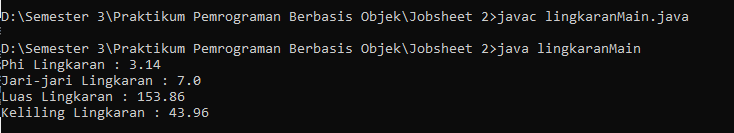 D:\Semester 3\Praktikum Pemrograman Berbasis Objek\Jobsheet 2>javac lingkaranMain.java
D:\Semester 3\Praktikum Pemrograman Berbasis Objek\Jobsheet 2>java lingkaranMain
Phi Lingkaran : 3.14
Jari-jari Lingkaran : 7.0
Luas Lingkaran : 153.86
Keliling Lingkaran : 43.96